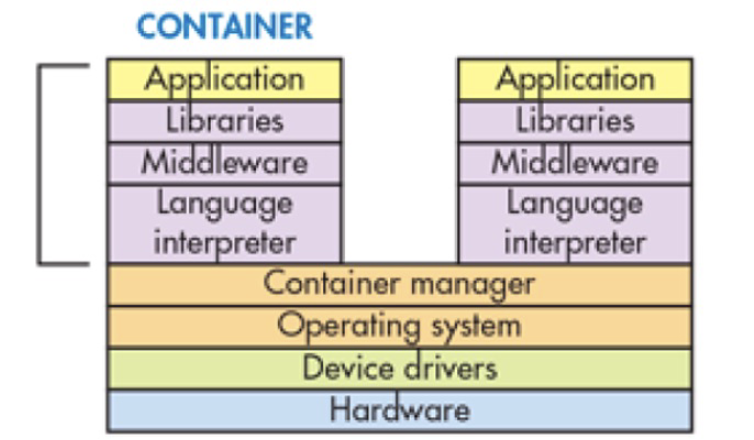 CONTAINER
Application
Libraries
Middleware
Language
interpreter
Application
Libraries
Middleware
Language
interpreter
Container manager
Operating system
Device drivers
Hardware